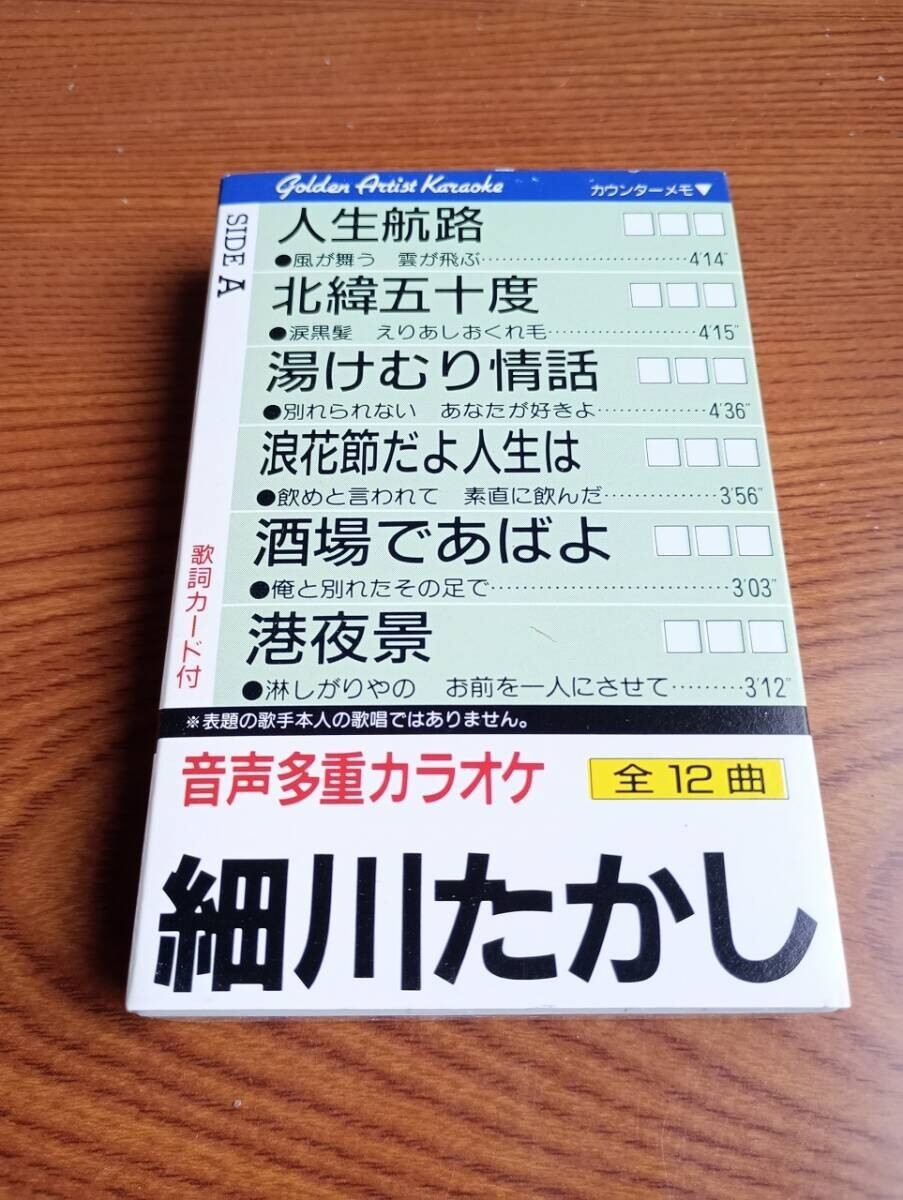 Golden Artist Karaoke カウンターメモ▼
SIDE A
人生航路
●風が舞う 雲が飛ぶ……………………4'14"
北緯五十度
●涙黒髪 えりあしおくれ毛…………………4'15"
湯けむり情話
●別れられない あなたが好きよ……………4'36"
浪花節だよ人生は
●飲めと言われて 素直に飲んだ……………3'56"
酒場であばよ
●俺と別れたその足で……………………………3'03"
港夜景
●淋しがりやの お前を一人にさせて………3'12"
歌詞カード付
※表題の歌手本人の歌唱ではありません。
音声多重カラオケ 全12曲
細川たかし